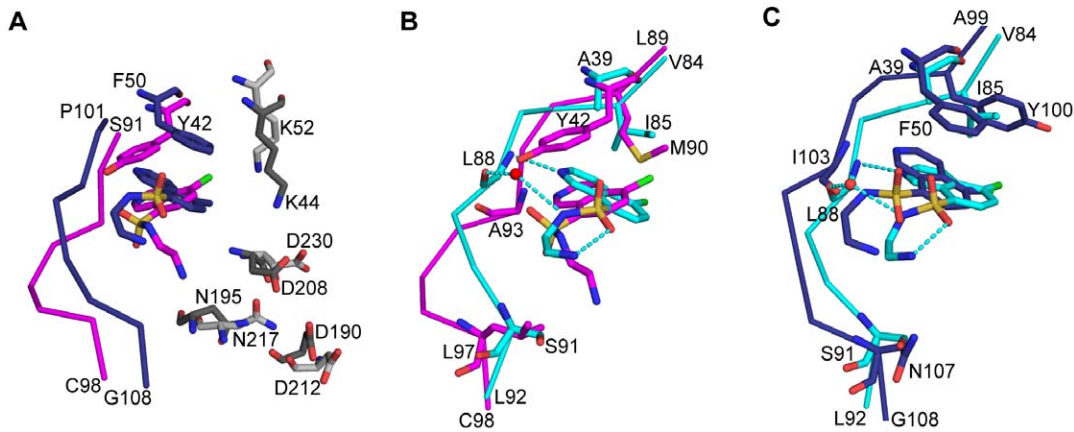 A
F50
P101
S91
Y42
K52
K44
D230
D208
N195
N217
D190
D212
C98
G108
B
L89
A39
V84
Y42
I85
M90
L88
A93
S91
L97
L92
C98
C
A99
V84
A39
I85
Y100
F50
I103
L88
S91
N107
L92
G108